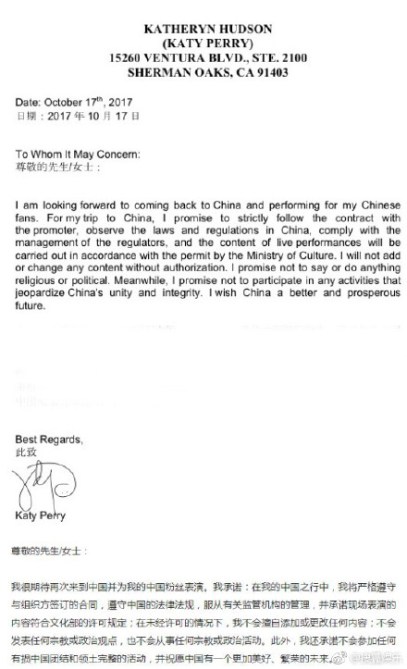 KATHERYN HUDSON
(KATY PERRY)
15260 VENTURA BLVD., STE. 2100
SHERMAN OAKS, CA 91403
Date: October 17th, 2017
日期：2017 年 10 月 17 日
To Whom It May Concern:
尊敬的先生/女士：
I am looking forward to coming back to China and performing for my Chinese
fans. For my trip to China, I promise to strictly follow the contract with
the promoter, observe the laws and regulations in China, comply with the
management of the regulators, and the content of live performances will be
carried out in accordance with the permit by the Ministry of Culture. I will not add
or change any content without authorization. I promise not to say or do anything
religious or political. Meanwhile, I promise not to participate in any activities that
jeopardize China's unity and integrity. I wish China a better and prosperous
future.
Best Regards,
此致
Katy Perry
尊敬的先生/女士：
我很期待再次来到中国并为我的中国粉丝表演。我承诺：在我的中国之行中，我将严格遵守
与组织方签订的合同，遵守中国的法律法规，服从有关监管机构的管理，并承诺现场表演的
内容符合文化部的许可规定；在未经许可的情况下，我不会擅自添加或更改任何内容；不会
发表任何宗教或政治观点，也不会从事任何宗教或政治活动。此外，我还承诺不会参加任何
有损中国团结和领土完整的活动，并祝愿中国有一个更加美好、繁荣的未来。